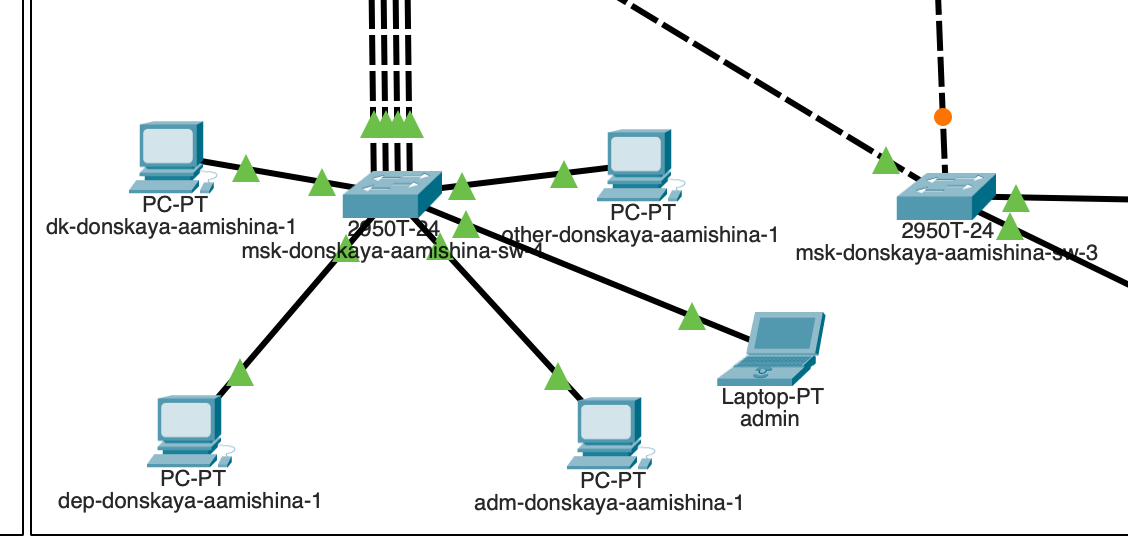 PC-PT
dk-donskaya-aamishina-1
2950T-24
msk-donskaya-aamishina-sw-4
PC-PT
other-donskaya-aamishina-1
2950T-24
msk-donskaya-aamishina-sw-3
Laptop-PT
admin
PC-PT
dep-donskaya-aamishina-1
PC-PT
adm-donskaya-aamishina-1